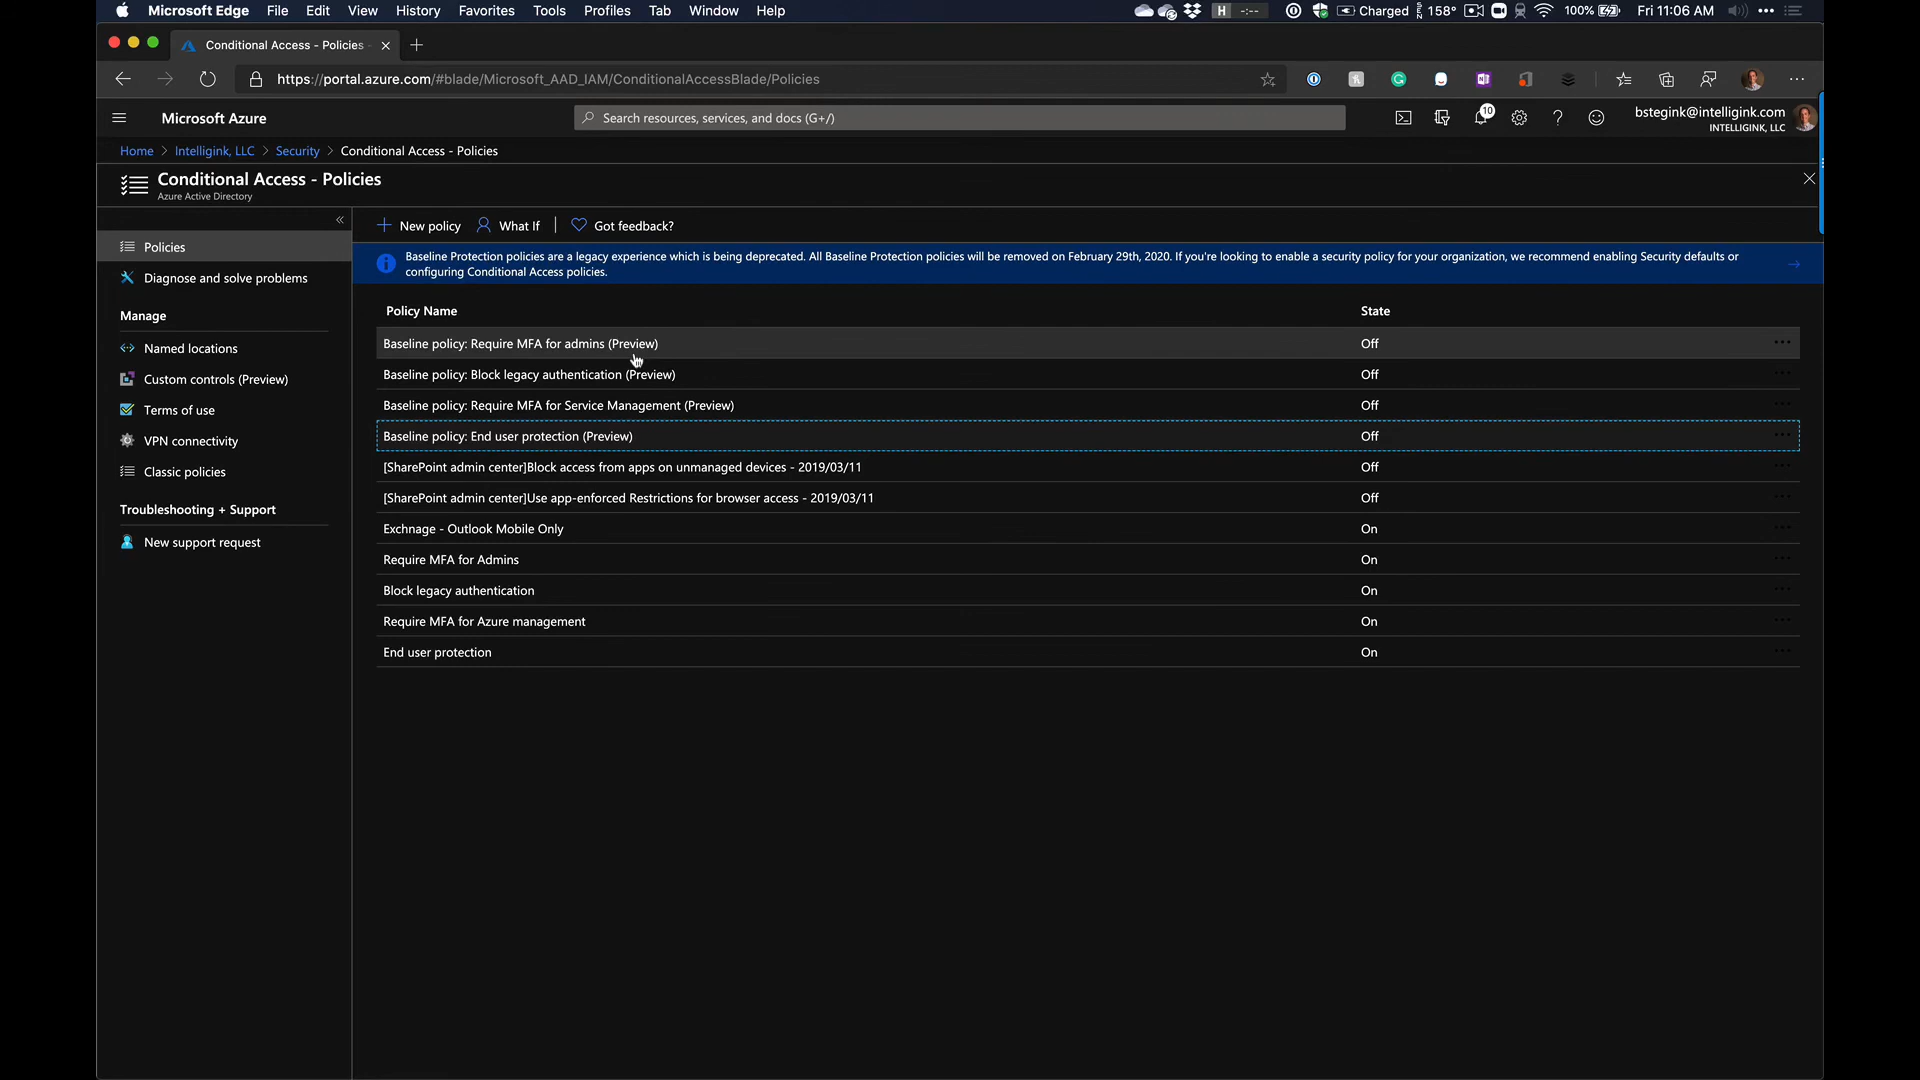 Microsoft Edge File Edit View History Favorites Tools Profiles Tab Window Help H -:-- Charged 158° 100% Fri 11:06 AM
Conditional Access - Policies
https://portal.azure.com/#blade/Microsoft_AAD_IAM/ConditionalAccessBlade/Policies
Microsoft Azure
Search resources, services, and docs (G+/)
10
bstegink@intelligink.com
INTELLIGINK, LLC
Home > Intelligink, LLC > Security > Conditional Access - Policies
Conditional Access - Policies
Azure Active Directory
Policies
Diagnose and solve problems
Manage
Named locations
Custom controls (Preview)
Terms of use
VPN connectivity
Classic policies
Troubleshooting + Support
New support request
New policy What If Got feedback?
Baseline Protection policies are a legacy experience which is being deprecated. All Baseline Protection policies will be removed on February 29th, 2020. If you're looking to enable a security policy for your organization, we recommend enabling Security defaults or
configuring Conditional Access policies.
Policy Name State
Baseline policy: Require MFA for admins (Preview) Off
Baseline policy: Block legacy authentication (Preview) Off
Baseline policy: Require MFA for Service Management (Preview) Off
Baseline policy: End user protection (Preview) Off
[SharePoint admin center]Block access from apps on unmanaged devices - 2019/03/11 Off
[SharePoint admin center]Use app-enforced Restrictions for browser access - 2019/03/11 Off
Exchnage - Outlook Mobile Only On
Require MFA for Admins On
Block legacy authentication On
Require MFA for Azure management On
End user protection On